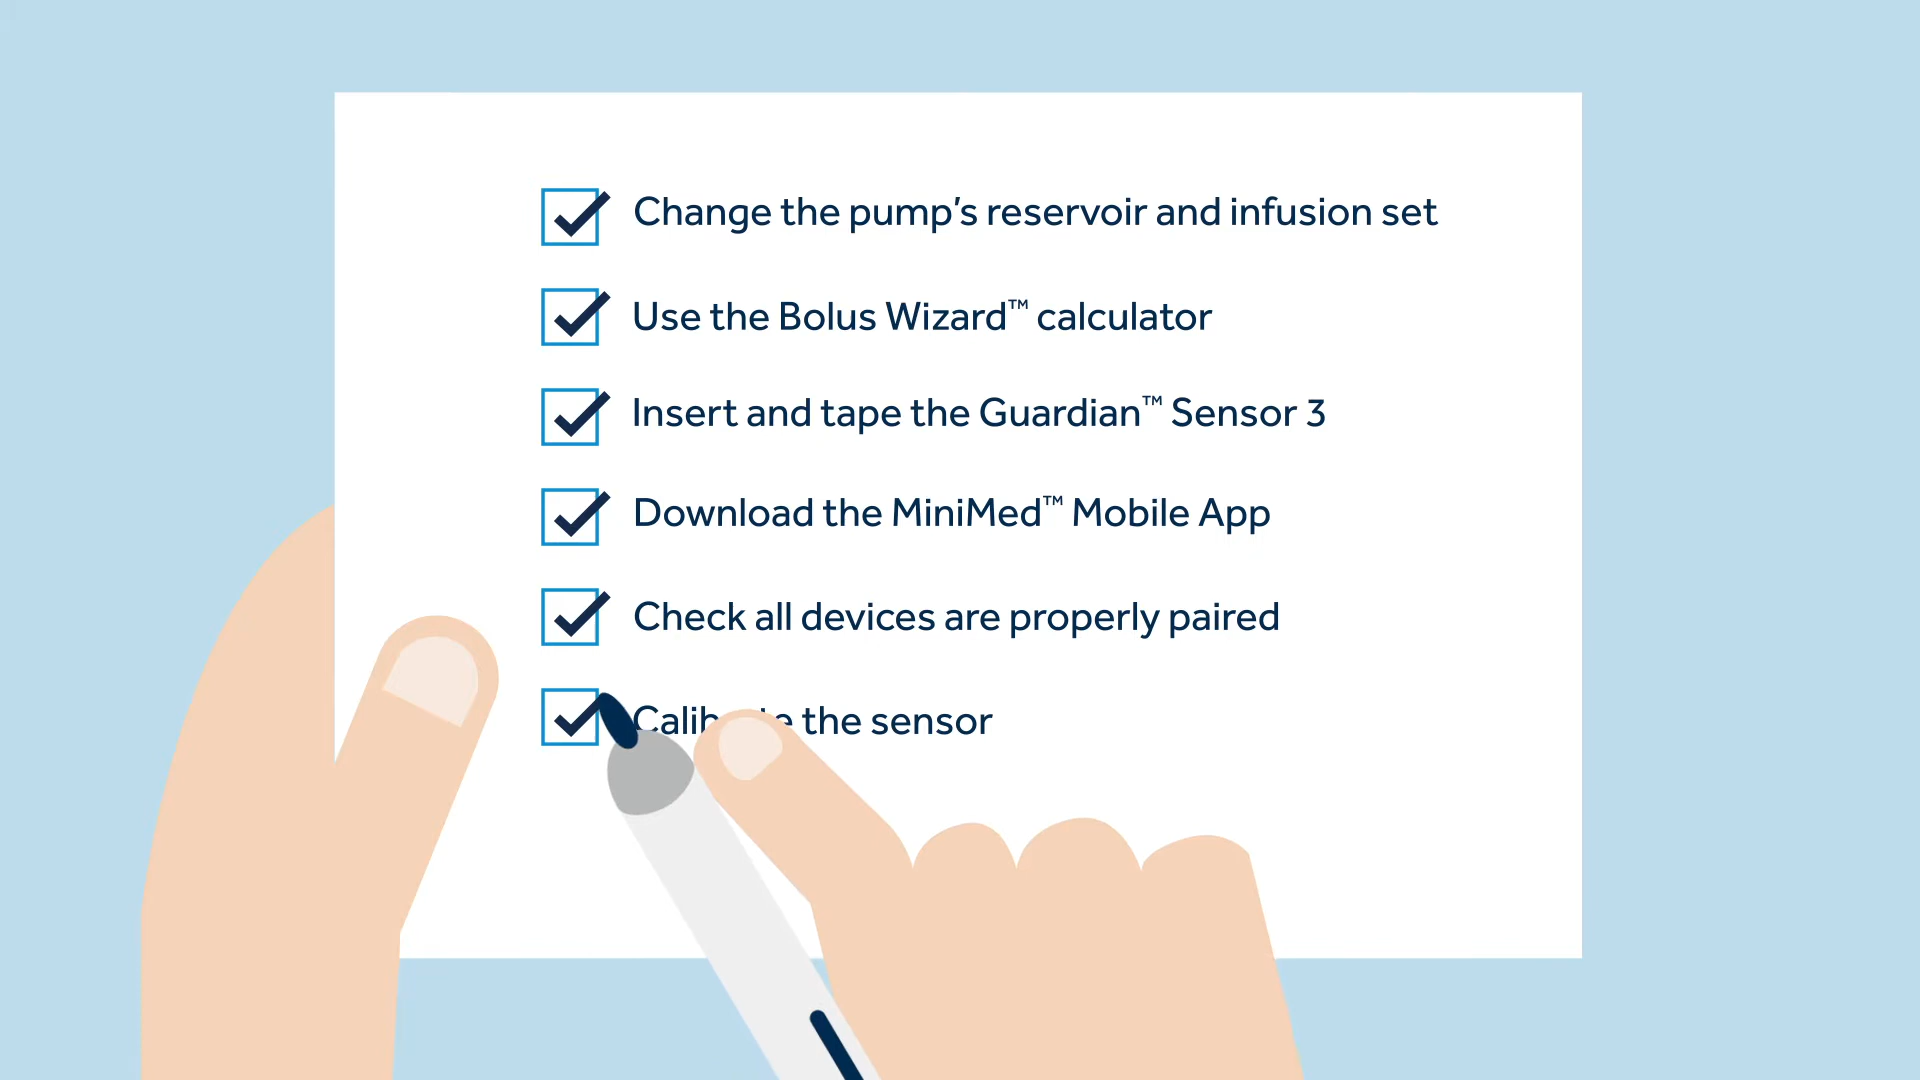 Change the pump’s reservoir and infusion set
Use the Bolus Wizard™ calculator
Insert and tape the Guardian™ Sensor 3
Download the MiniMed™ Mobile App
Check all devices are properly paired
Calibrate the sensor